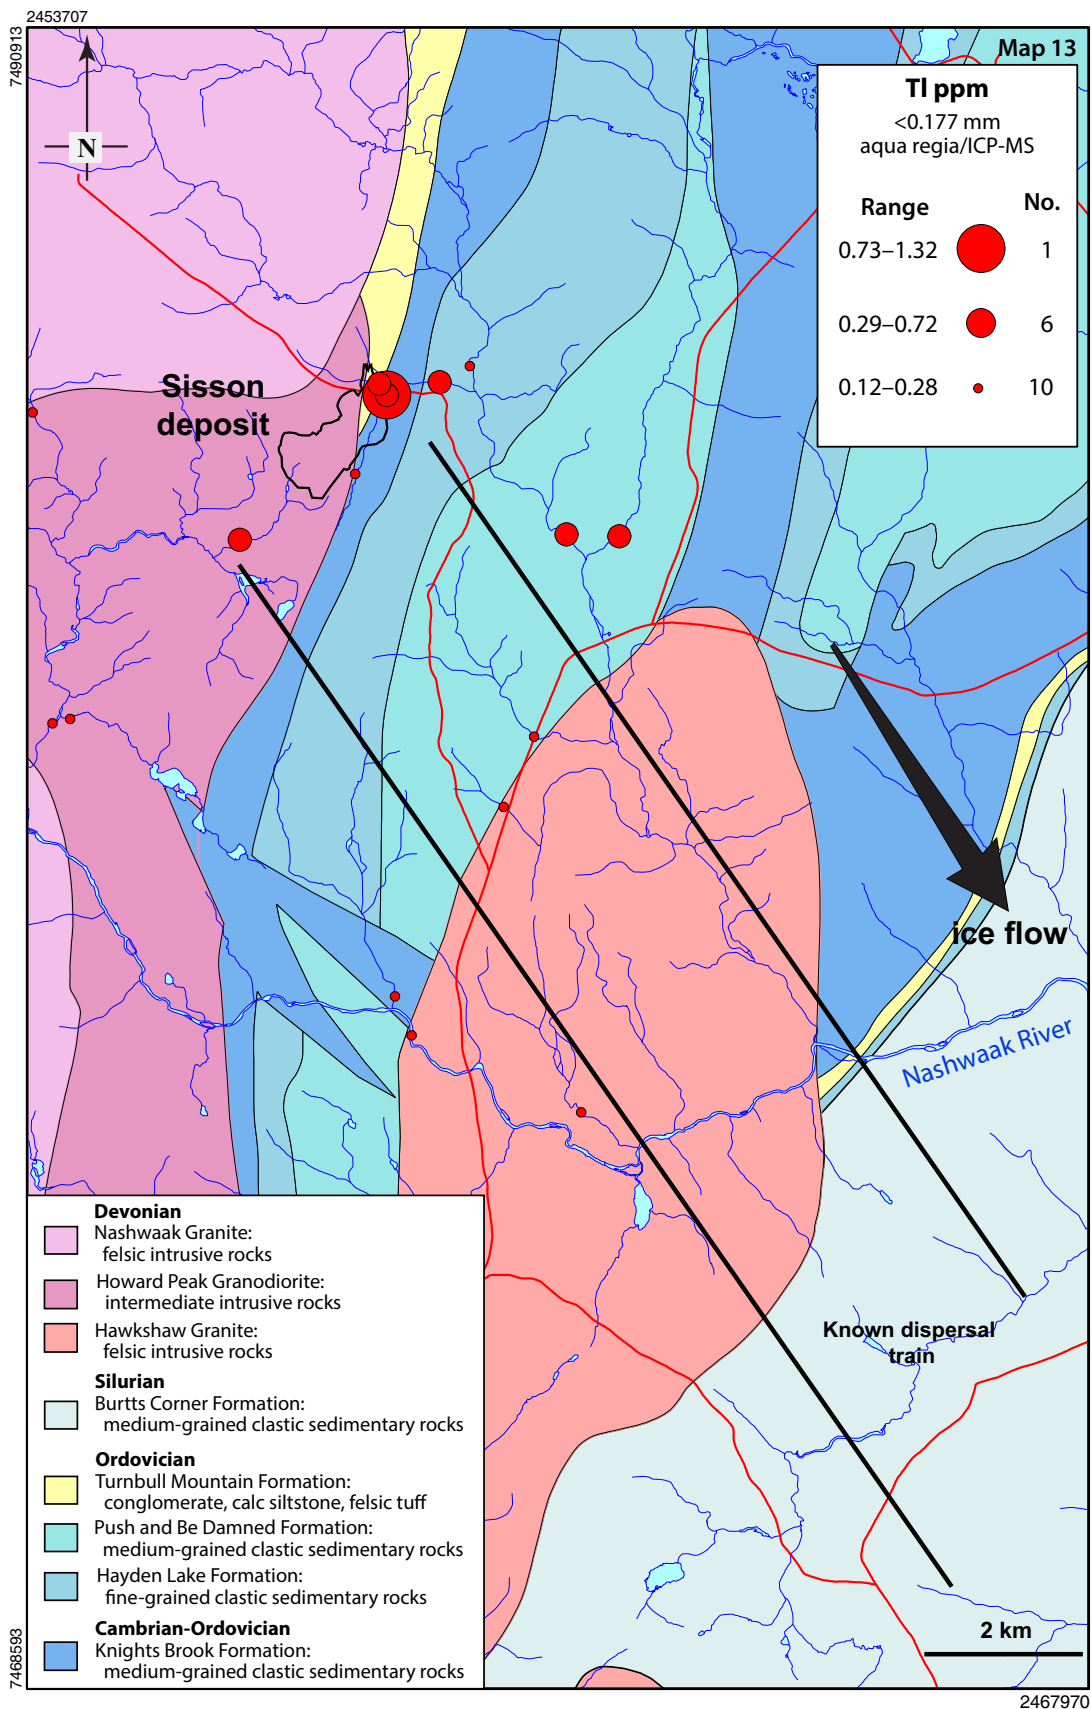 2453707
7490913
Map 13
N
Tl ppm
<0.177 mm
aqua regia/ICP-MS
Range No.
0.73–1.32 1
0.29–0.72 6
0.12–0.28 10
Sisson
deposit
ice flow
Nashwaak River
Known dispersal
train
Devonian
Nashwaak Granite:
felsic intrusive rocks
Howard Peak Granodiorite:
intermediate intrusive rocks
Hawkshaw Granite:
felsic intrusive rocks
Silurian
Burtts Corner Formation:
medium-grained clastic sedimentary rocks
Ordovician
Turnbull Mountain Formation:
conglomerate, calc siltstone, felsic tuff
Push and Be Damned Formation:
medium-grained clastic sedimentary rocks
Hayden Lake Formation:
fine-grained clastic sedimentary rocks
Cambrian-Ordovician
Knights Brook Formation:
medium-grained clastic sedimentary rocks
2 km
7468593
2467970